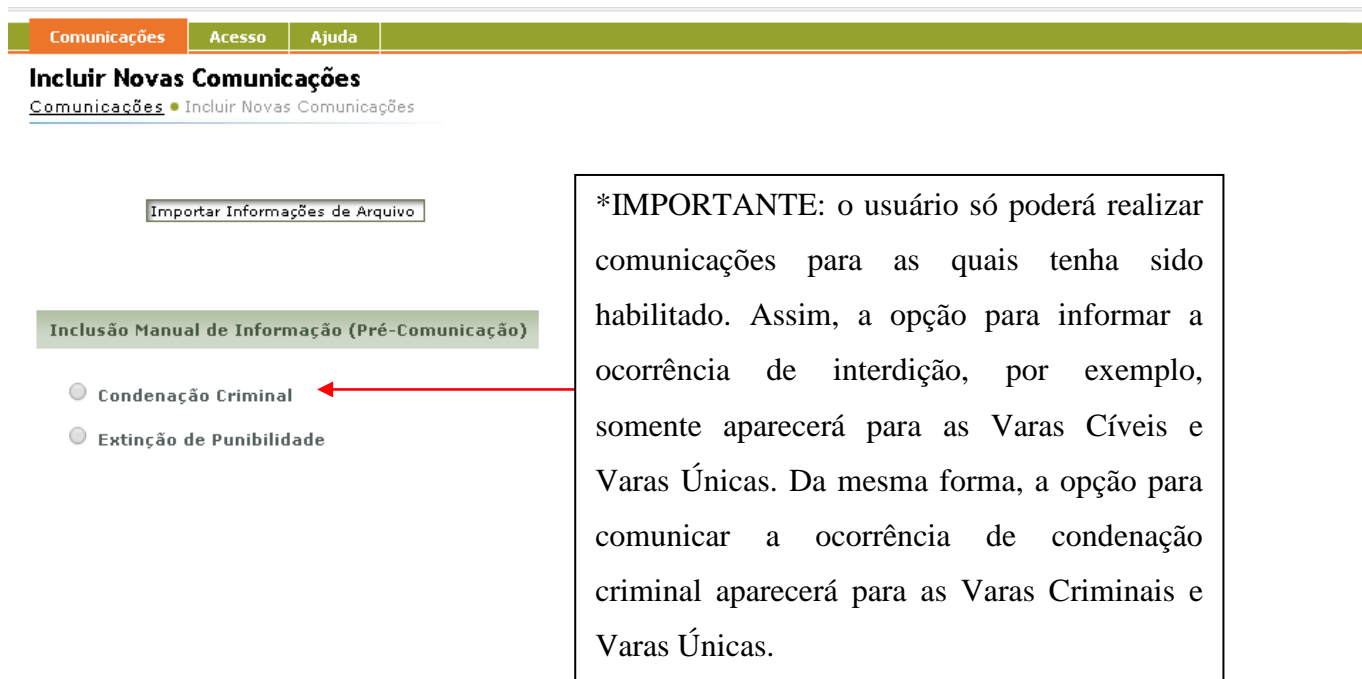 Comunicações Acesso Ajuda
Incluir Novas Comunicações
Comunicações Incluir Novas Comunicações
Importar Informações de Arquivo
Inclusão Manual de Informação (Pré-Comunicação)
Condenação Criminal
Extinção de Punibilidade
*IMPORTANTE: o usuário só poderá realizar
comunicações para as quais tenha sido
habilitado. Assim, a opção para informar a
ocorrência de interdição, por exemplo,
somente aparecerá para as Varas Cíveis e
Varas Únicas. Da mesma forma, a opção para
comunicar a ocorrência de condenação
criminal aparecerá para as Varas Criminais e
Varas Únicas.